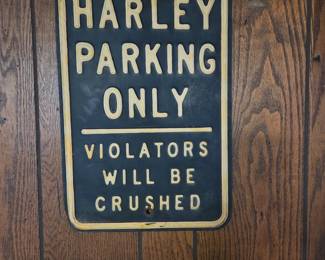 HARLEY
PARKING
ONLY
VIOLATORS
WILL BE
CRUSHED